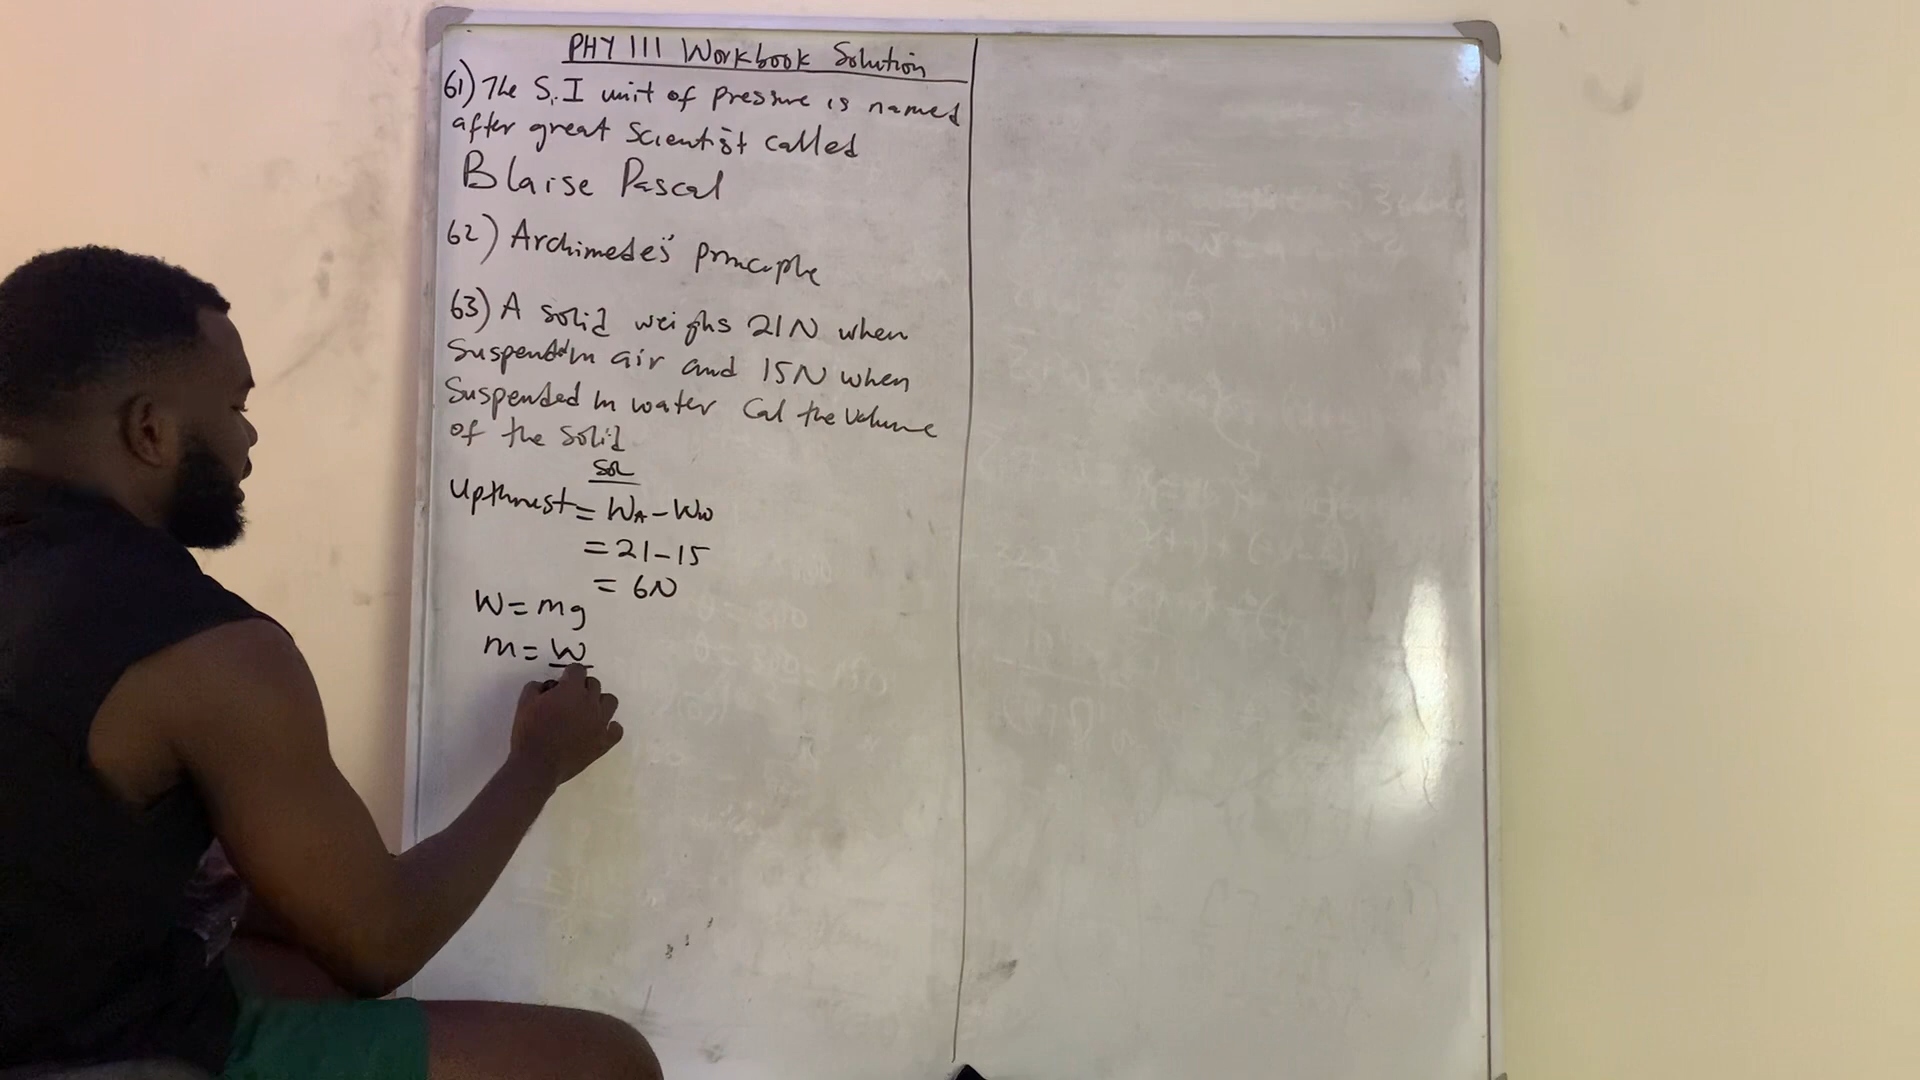 PHY 111 Workbook Solution
61) The S.I unit of pressure is named
after great Scientist called
Blaise Pascal
62) Archimedes' principle
63) A solid weighs 21N when
Suspend in air and 15N when
Suspended in water Cal the Volume
of the Solid
Sol
Upthrust = WA - Ww
= 21 - 15
= 6N
W = mg
m = W